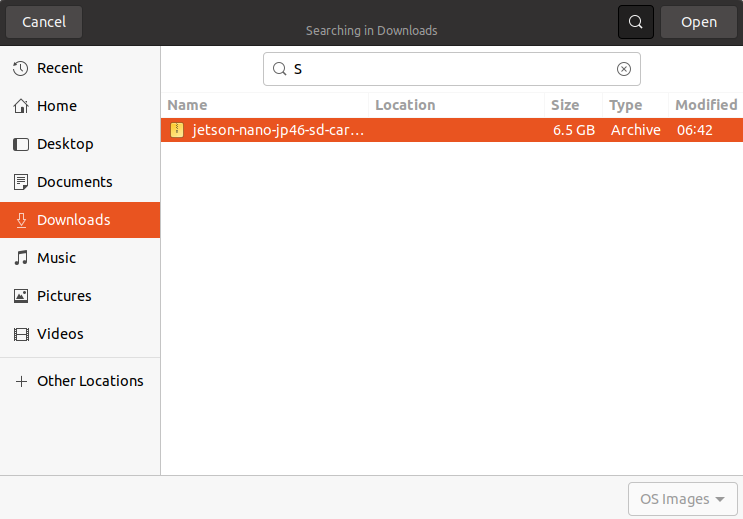 Cancel
Searching in Downloads
Open
Recent
Home
Desktop
Documents
Downloads
Music
Pictures
Videos
Other Locations
S
Name Location Size Type Modified
jetson-nano-jp46-sd-car... 6.5 GB Archive 06:42
OS Images